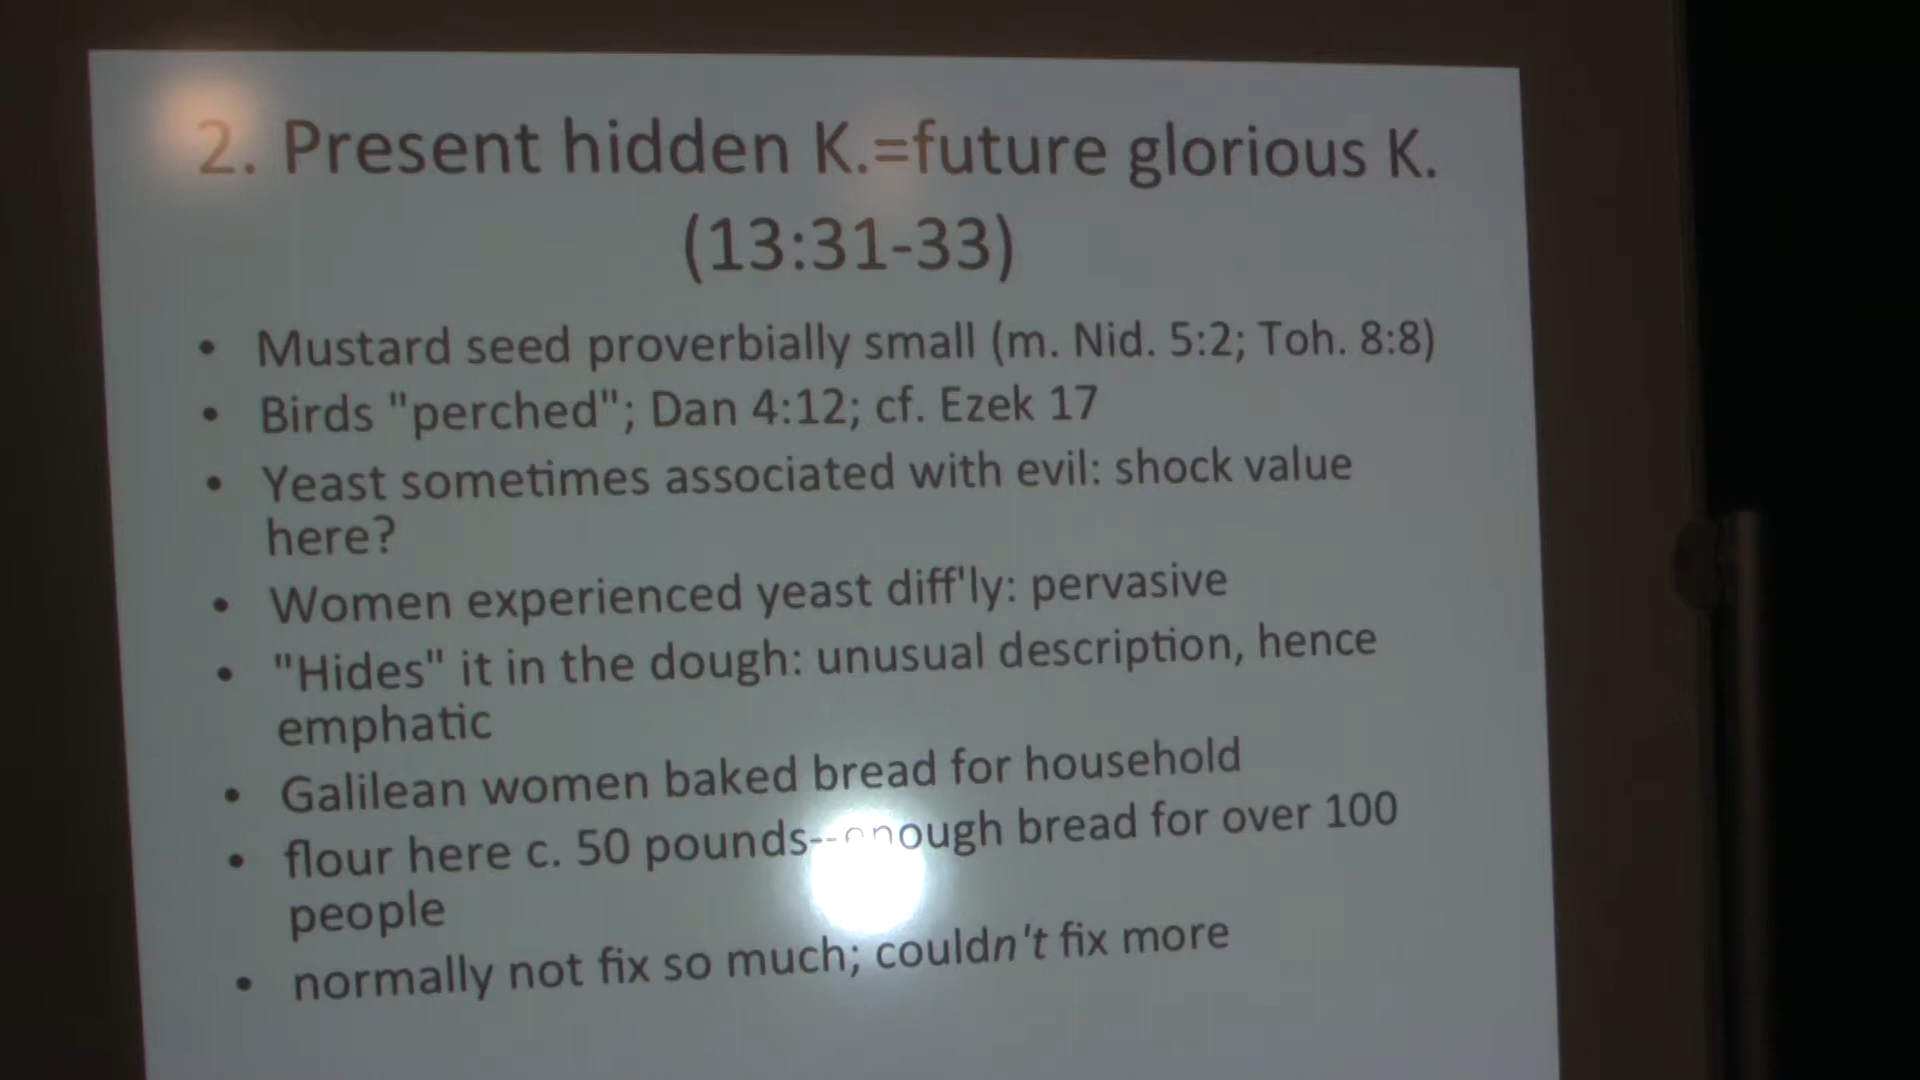 2. Present hidden K.=future glorious K.
(13:31-33)
• Mustard seed proverbially small (m. Nid. 5:2; Toh. 8:8)
• Birds "perched"; Dan 4:12; cf. Ezek 17
• Yeast sometimes associated with evil: shock value
here?
• Women experienced yeast diff'ly: pervasive
• "Hides" it in the dough: unusual description, hence
emphatic
• Galilean women baked bread for household
• flour here c. 50 pounds--enough bread for over 100
people
• normally not fix so much; couldn't fix more